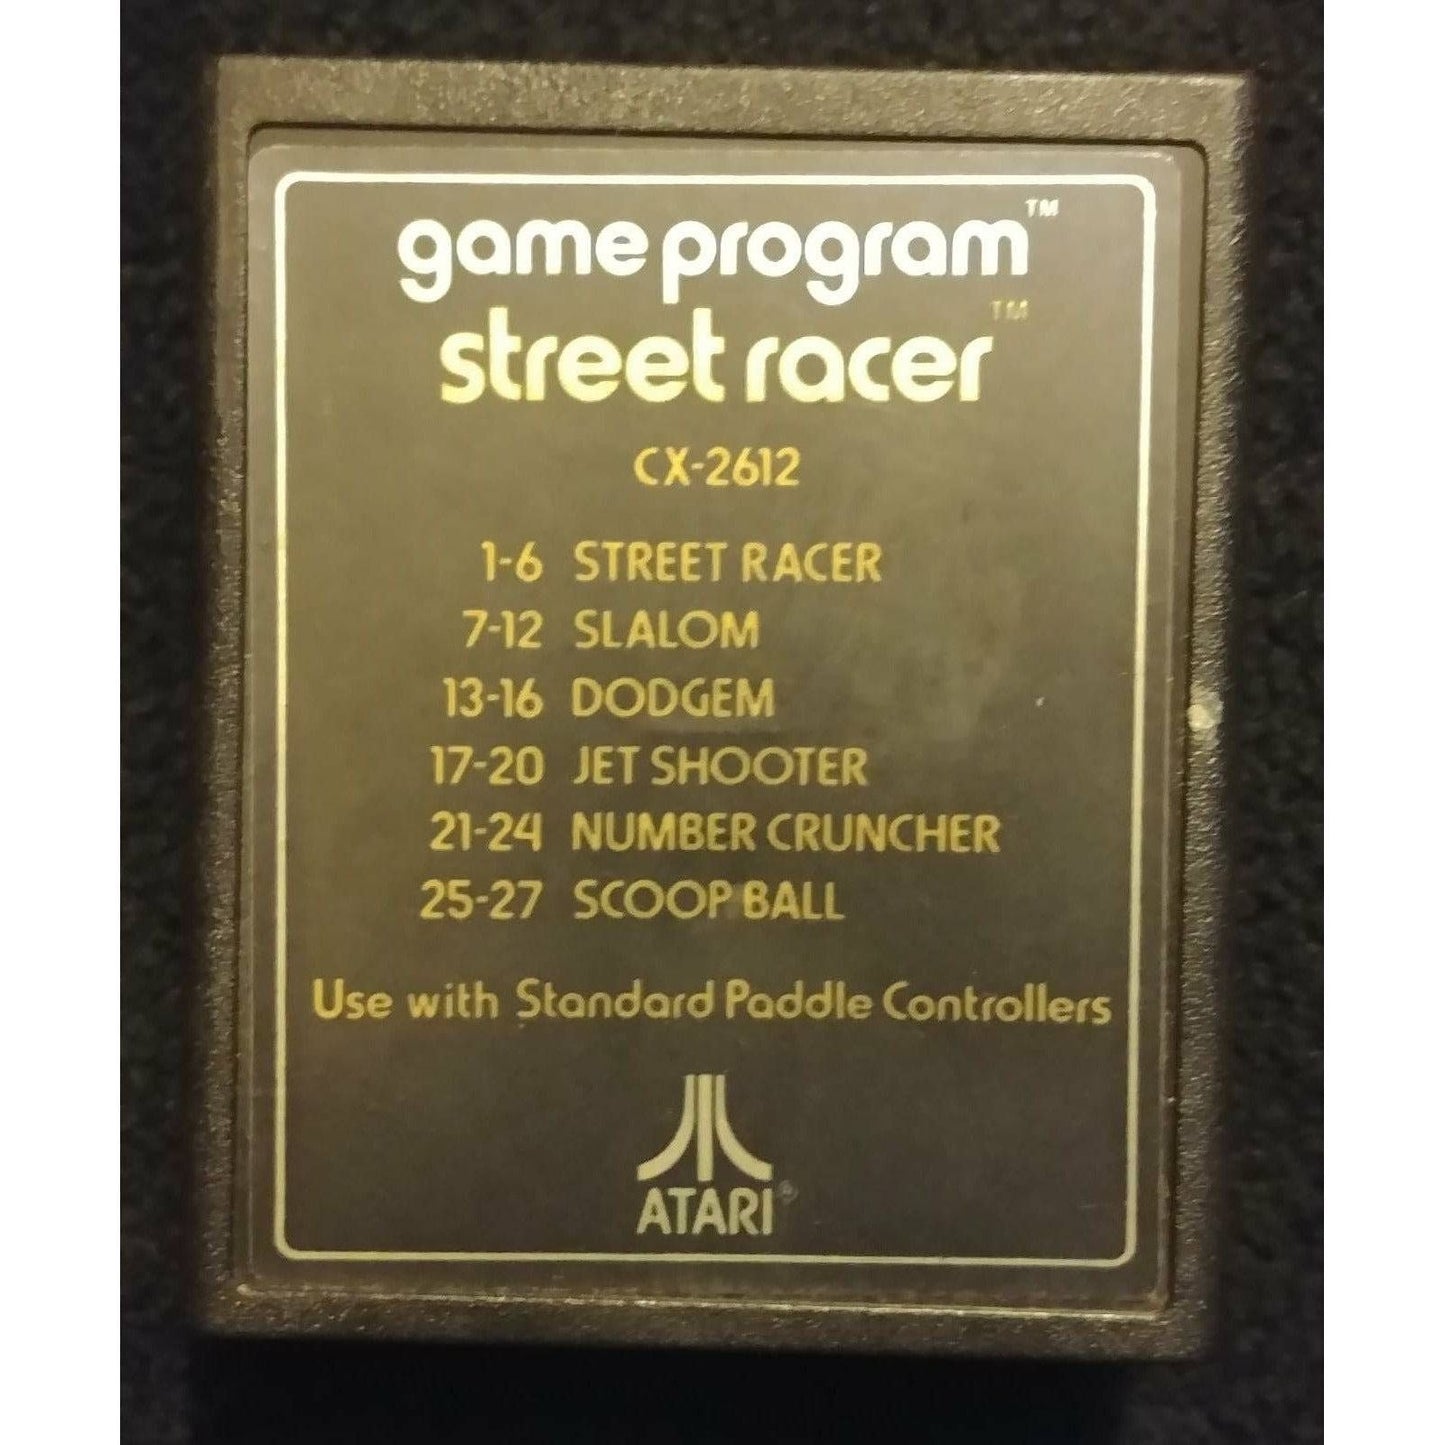 game program™
street racer™
CX-2612
1-6 STREET RACER
7-12 SLALOM
13-16 DODGEM
17-20 JET SHOOTER
21-24 NUMBER CRUNCHER
25-27 SCOOP BALL
Use with Standard Paddle Controllers
ATARI®